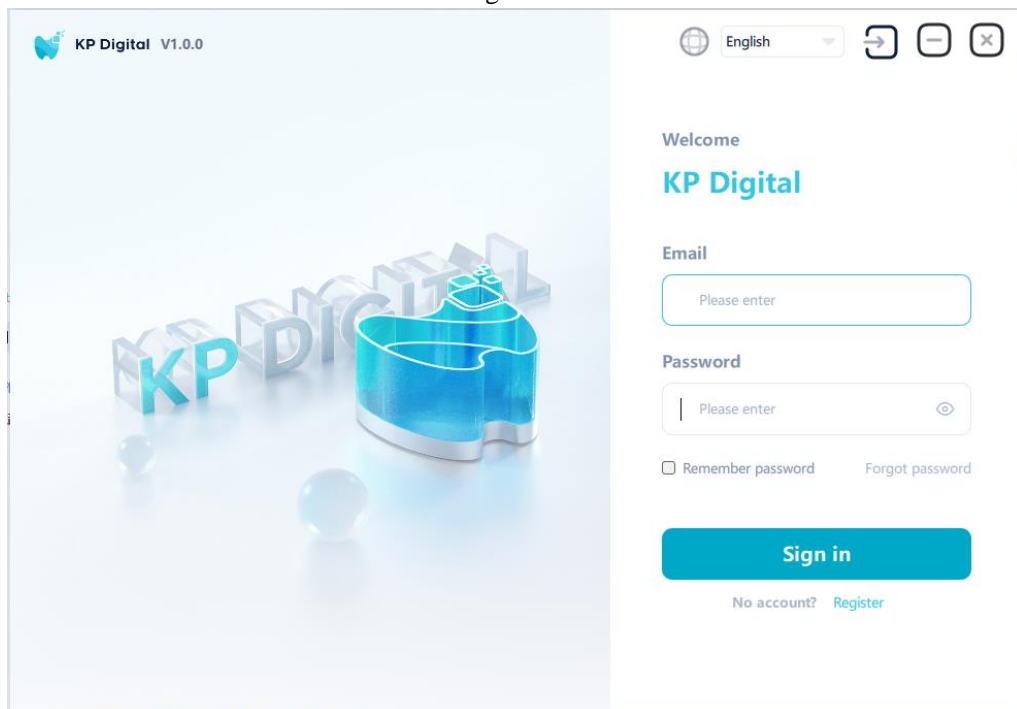 KP Digital V1.0.0
English
KP DIGITAL
Welcome
KP Digital
Email
Please enter
Password
Please enter
Remember password Forgot password
Sign in
No account? Register